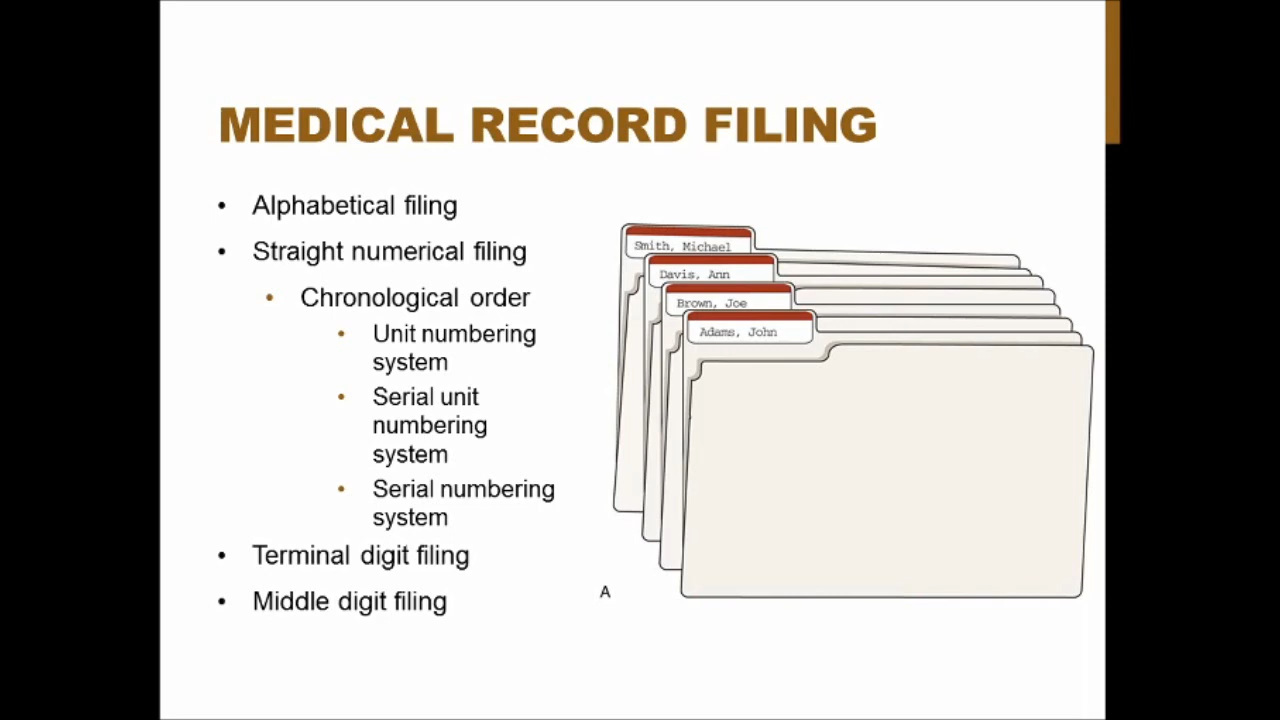 MEDICAL RECORD FILING
• Alphabetical filing
• Straight numerical filing
• Chronological order
• Unit numbering
system
• Serial unit
numbering
system
• Serial numbering
system
• Terminal digit filing
• Middle digit filing
Smith, Michael
Davis, Ann
Brown, Joe
Adams, John
A